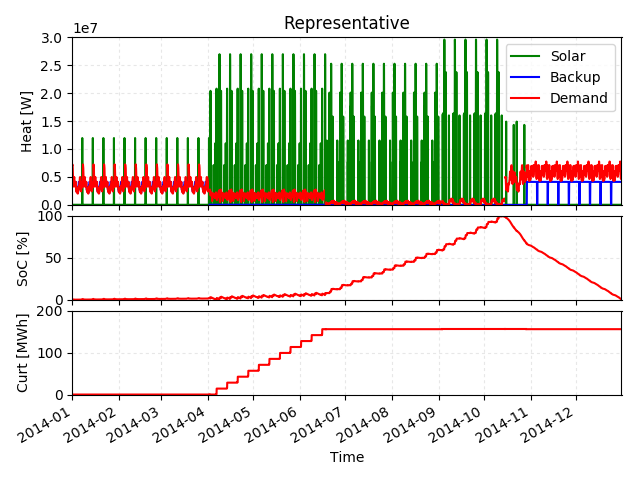 Representative
1e7
3.0
2.5
2.0
1.5
1.0
0.5
0.0
Heat [W]
Solar
Backup
Demand
100
50
0
SoC [%]
200
100
0
Curt [MWh]
2014-01
2014-02
2014-03
2014-04
2014-05
2014-06
2014-07
2014-08
2014-09
2014-10
2014-11
2014-12
Time